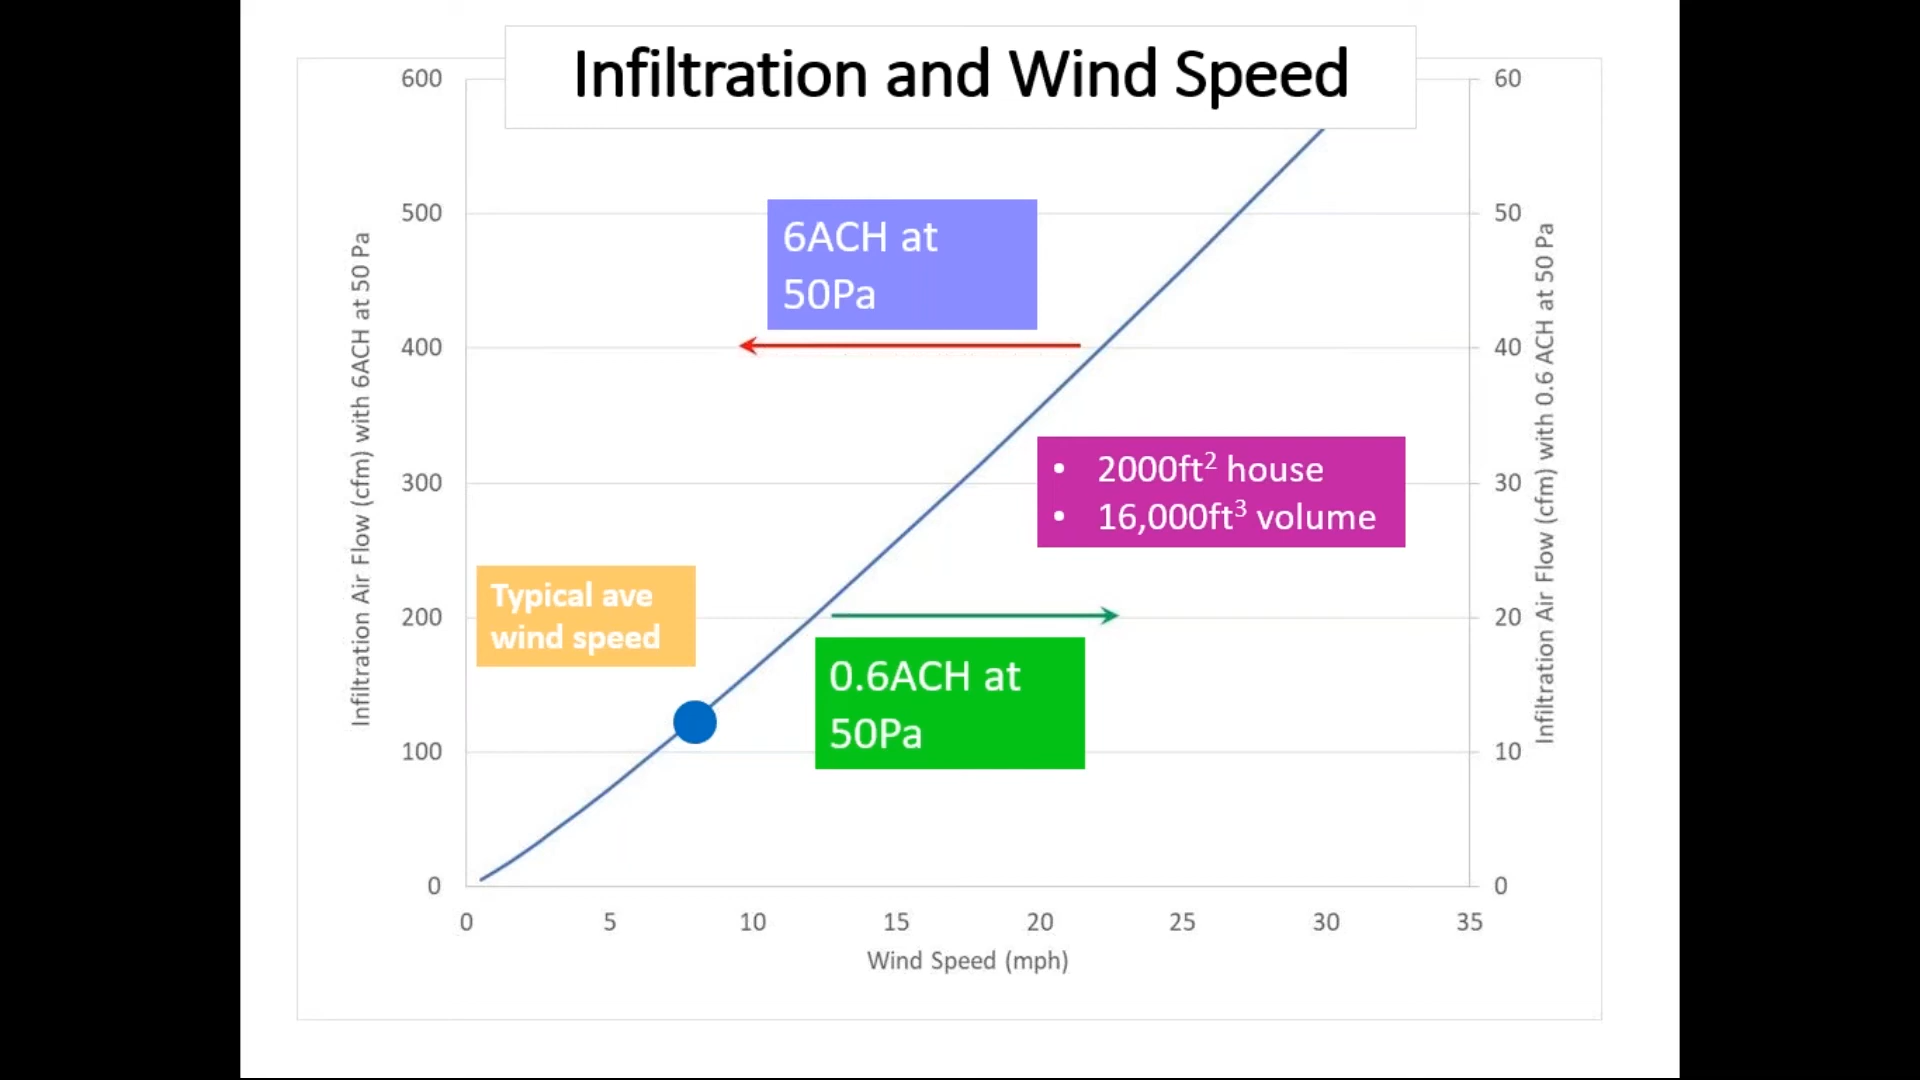 Infiltration and Wind Speed
600
500
400
300
200
100
0
Infiltration Air Flow (cfm) with 6ACH at 50 Pa
6ACH at
50Pa
• 2000ft² house
• 16,000ft³ volume
Typical ave
wind speed
0.6ACH at
50Pa
60
50
40
30
20
10
0
Infiltration Air Flow (cfm) with 0.6 ACH at 50 Pa
0 5 10 15 20 25 30 35
Wind Speed (mph)